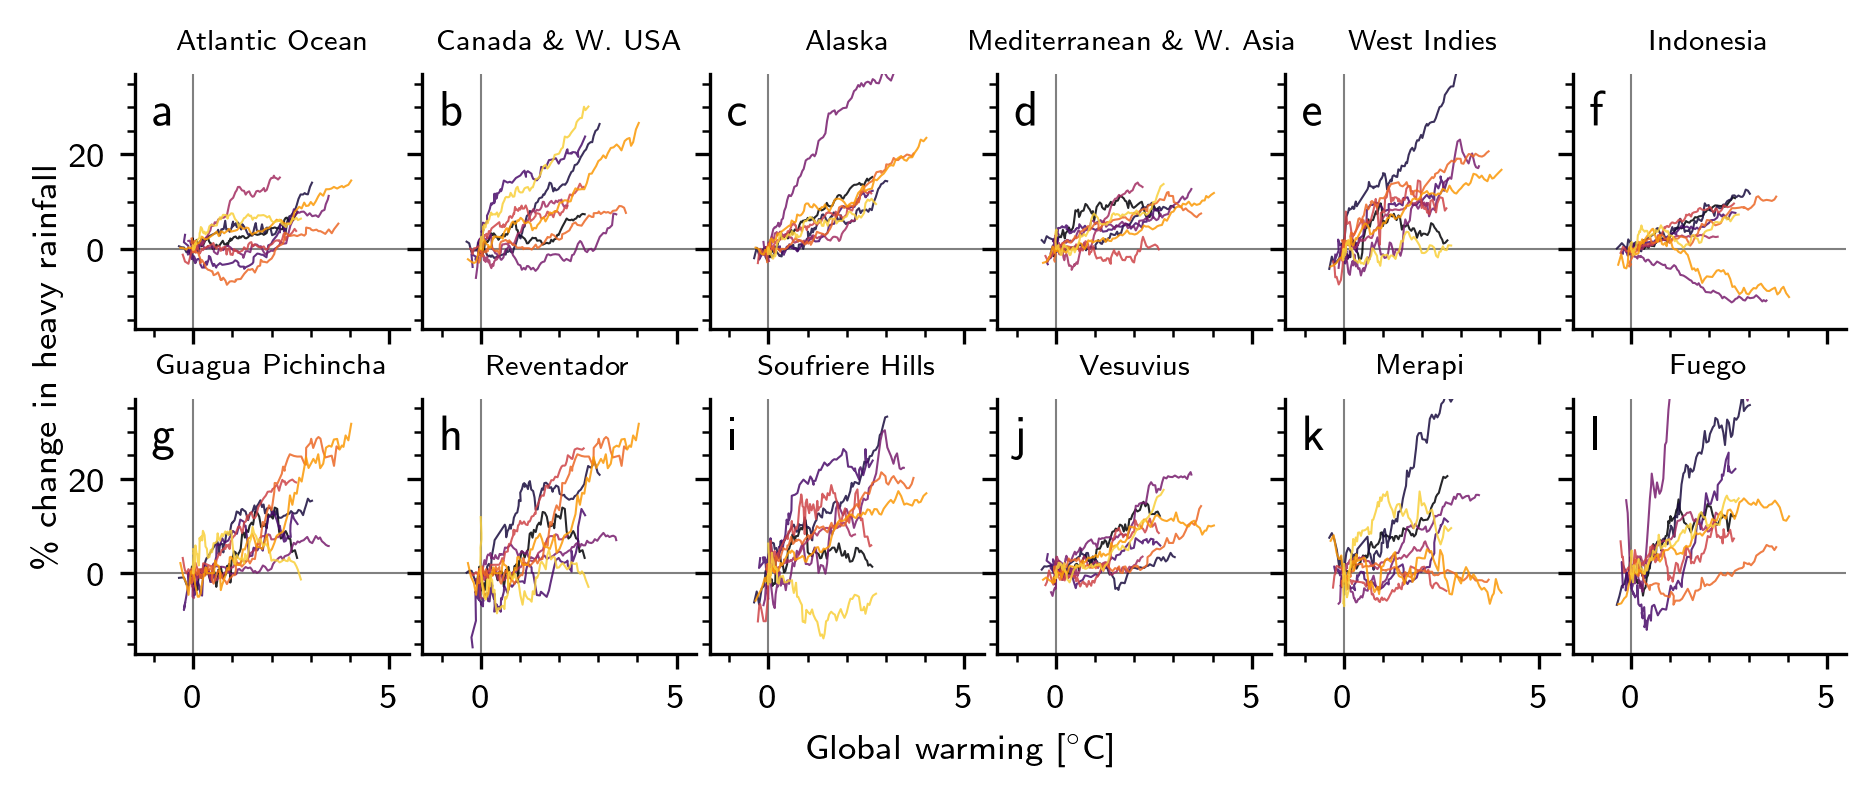 Atlantic Ocean Canada & W. USA Alaska Mediterranean & W. Asia West Indies Indonesia
a b c d e f
20
0
% change in heavy rainfall
Guagua Pichincha Reventador Soufriere Hills Vesuvius Merapi Fuego
g h i j k l
20
0
0 5 0 5 0 5 0 5 0 5 0 5
Global warming [°C]